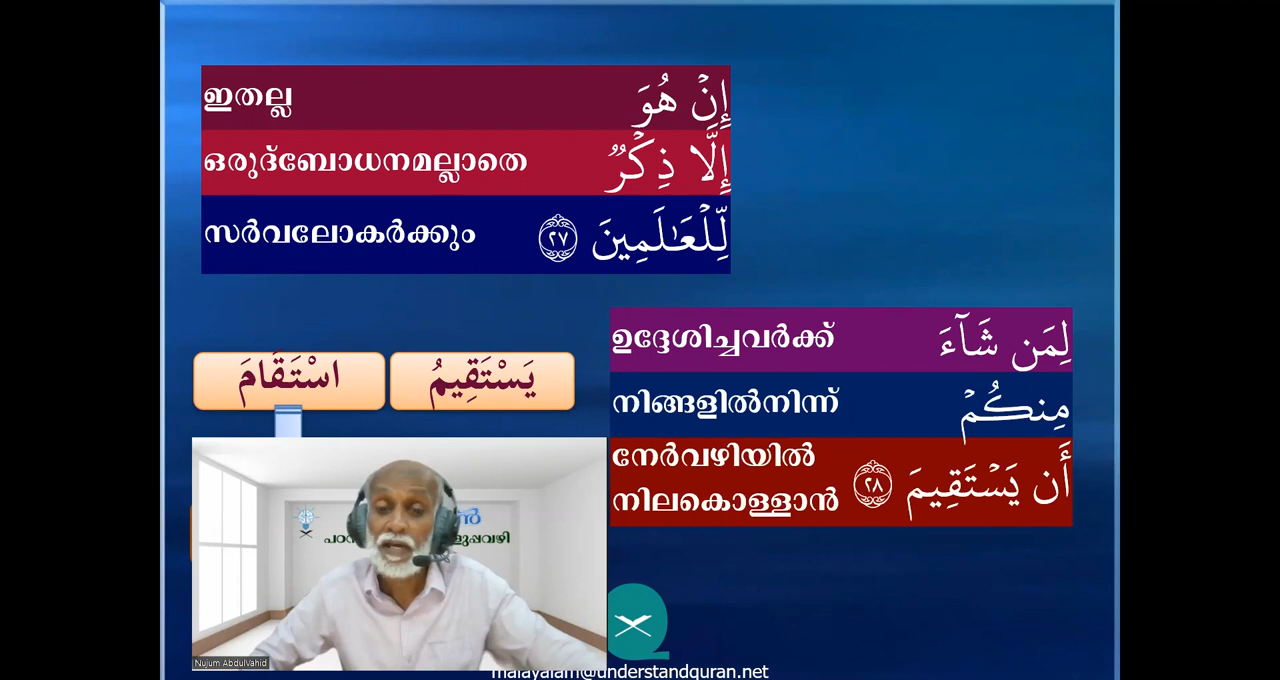 ഇതല്ല إِنْ هُوَ
ഒരുദ്ബോധനമല്ലാതെ إِلَّا ذِكْرٌ
സർവലോകർക്കും لِّلْعَـٰلَمِينَ ٢٧
ഉദ്ദേശിച്ചവർക്ക് لِمَن شَآءَ
നിങ്ങളിൽനിന്ന് مِنكُمْ
നേർവഴിയിൽ
നിലകൊള്ളാൻ أَن يَسْتَقِيمَ ٢٨
اسْتَقَامَ يَسْتَقِيمُ
Nujum AbdulVahid
malayalam@understandquran.net